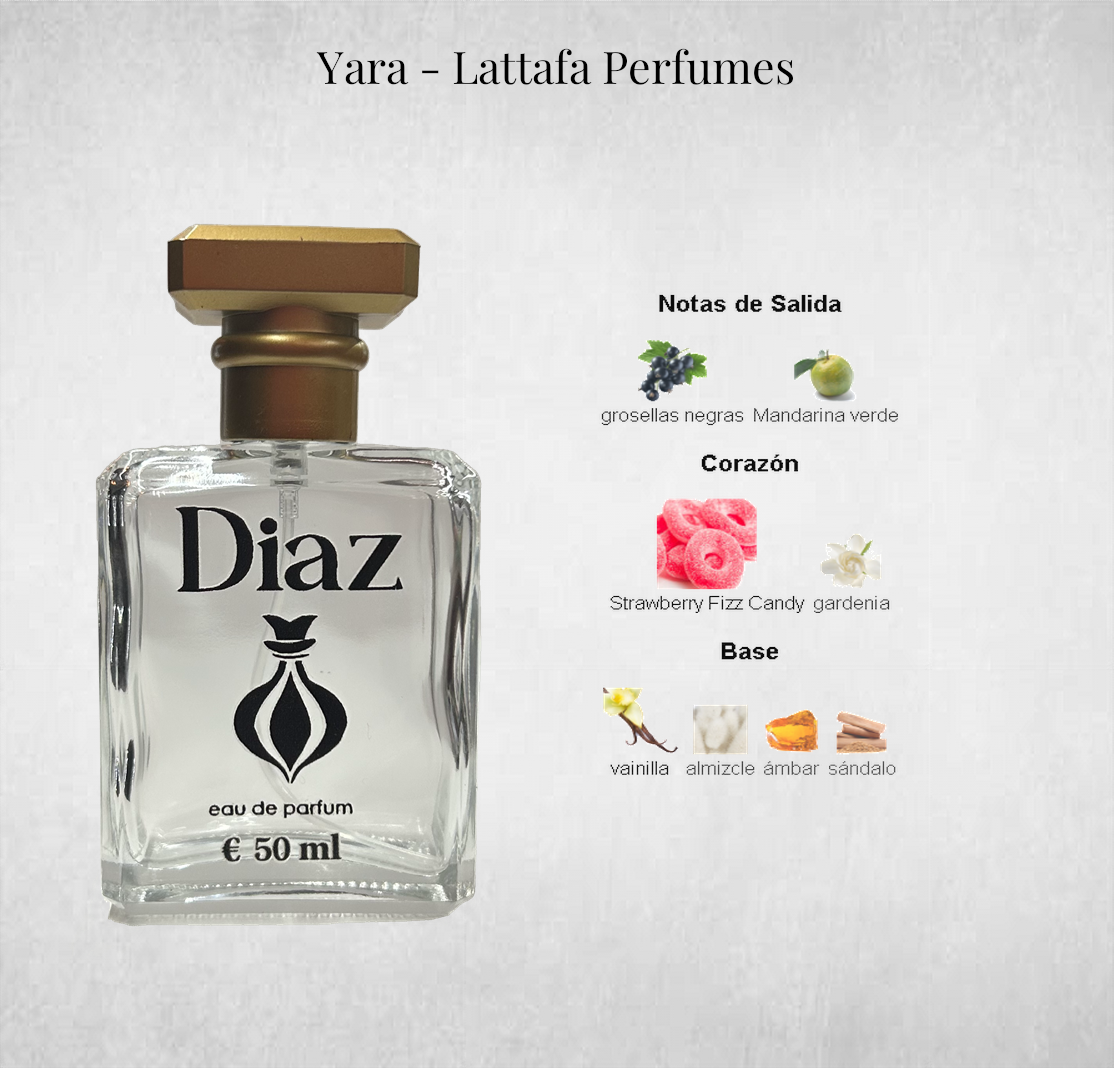 Yara - Lattafa Perfumes
Diaz
eau de parfum
€ 50 ml
Notas de Salida
grosellas negras Mandarina verde
Corazón
Strawberry Fizz Candy gardenia
Base
vainilla almizcle ámbar sándalo